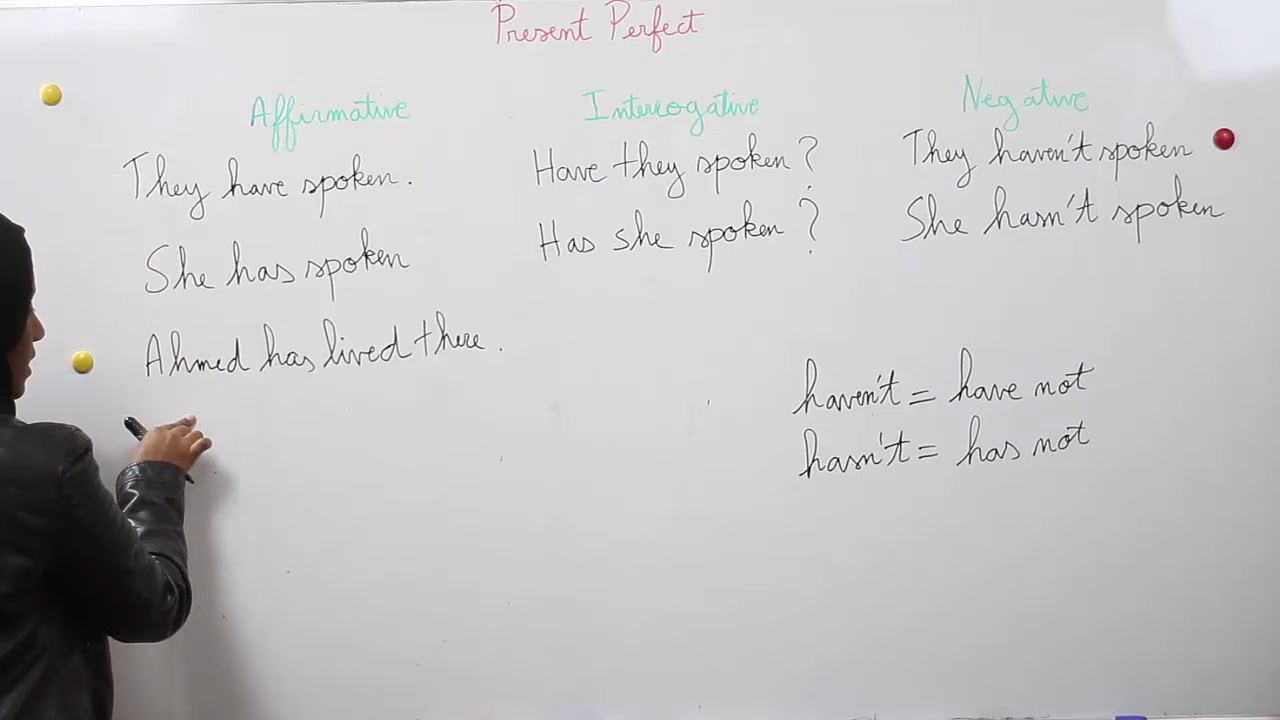 Present Perfect
Affirmative
They have spoken.
She has spoken
Ahmed has lived there.
Interrogative
Have they spoken?
Has she spoken?
Negative
They haven't spoken
She hasn't spoken
haven't = have not
hasn't = has not